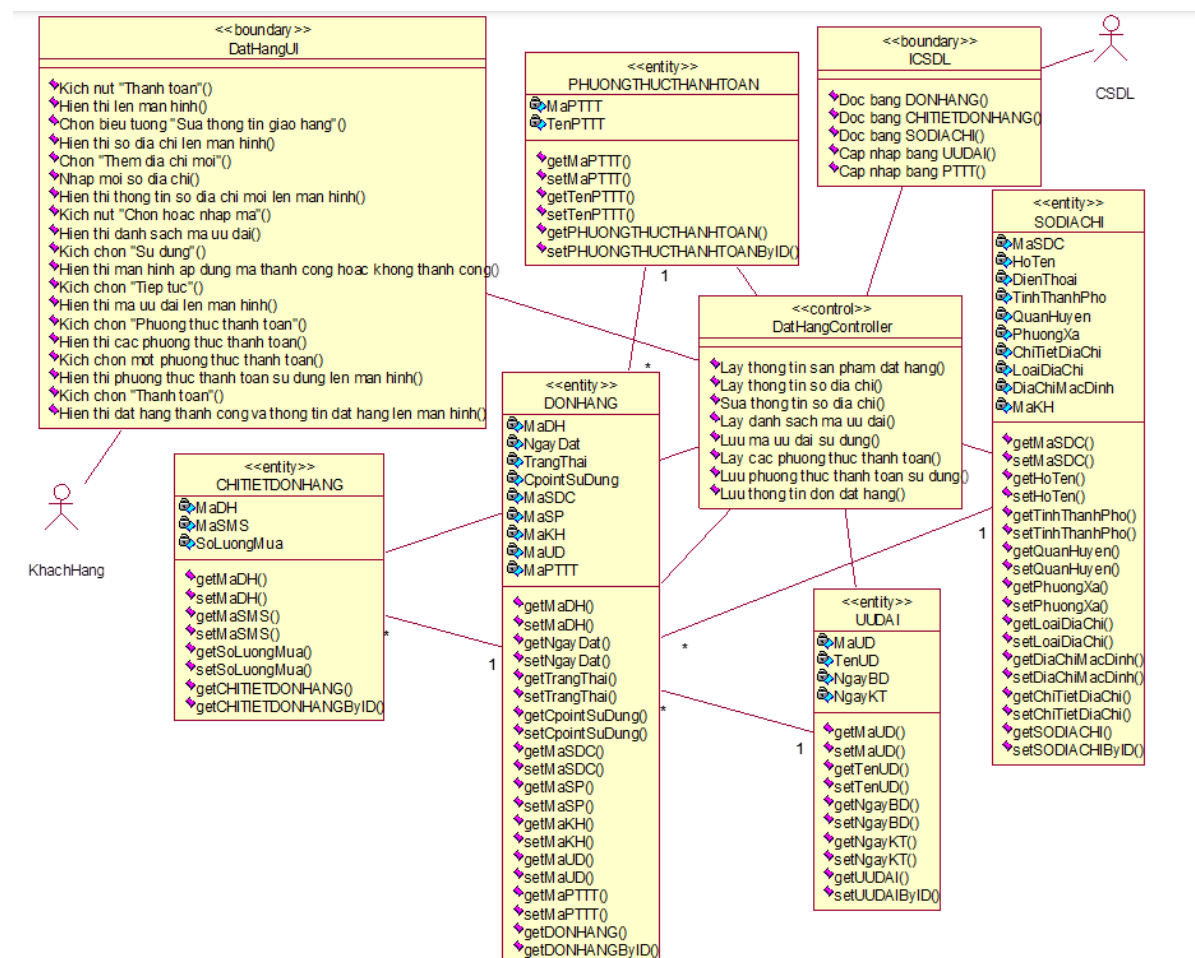 <<boundary>>
DatHangUI
Kich nut "Thanh toan"()
Hien thi len man hinh()
Chon bieu tuong "Sua thong tin giao hang"()
Hien thi so dia chi len man hinh()
Chon "Them dia chi moi"()
Nhap moi so dia chi()
Hien thi thong tin so dia chi moi len man hinh()
Kich nut "Chon hoac nhap ma"()
Hien thi danh sach ma uu dai()
Kich chon "Su dung"()
Hien thi man hinh ap dung ma thanh cong hoac khong thanh cong()
Kich chon "Tiep tuc"()
Hien thi ma uu dai len man hinh()
Kich chon "Phuong thuc thanh toan"()
Hien thi cac phuong thuc thanh toan()
Kich chon mot phuong thuc thanh toan()
Hien thi phuong thuc thanh toan su dung len man hinh()
Kich chon "Thanh toan"()
Hien thi dat hang thanh cong va thong tin dat hang len man hinh()
<<entity>>
PHUONGTHUCTHANHTOAN
MaPTTT
TenPTTT
getMaPTTT()
setMaPTTT()
getTenPTTT()
setTenPTTT()
getPHUONGTHUCTHANHTOAN()
setPHUONGTHUCTHANHTOANByID()
<<boundary>>
ICSDL
Doc bang DONHANG()
Doc bang CHITIETDONHANG()
Doc bang SODIACHI()
Cap nhap bang UUDAI()
Cap nhap bang PTTT()
CSDL
<<entity>>
SODIACHI
MaSDC
HoTen
DienThoai
TinhThanhPho
QuanHuyen
PhuongXa
ChiTietDiaChi
LoaiDiaChi
DiaChiMacDinh
MaKH
getMaSDC()
setMaSDC()
getHoTen()
setHoTen()
getTinhThanhPho()
setTinhThanhPho()
getQuanHuyen()
setQuanHuyen()
getPhuongXa()
setPhuongXa()
getLoaiDiaChi()
setLoaiDiaChi()
getDiaChiMacDinh()
setDiaChiMacDinh()
getChiTietDiaChi()
setChiTietDiaChi()
getSODIACHI()
setSODIACHIByID()
<<control>>
DatHangController
Lay thong tin san pham dat hang()
Lay thong tin so dia chi()
Sua thong tin so dia chi()
Lay danh sach ma uu dai()
Luu ma uu dai su dung()
Lay cac phuong thuc thanh toan()
Luu phuong thuc thanh toan su dung()
Luu thong tin don dat hang()
1
*
<<entity>>
DONHANG
MaDH
Ngay Dat
TrangThai
CpointSuDung
MaSDC
MaSP
MaKH
MaUD
MaPTTT
getMaDH()
setMaDH()
getNgay Dat()
setNgay Dat()
getTrangThai()
setTrangThai()
getCpointSuDung()
setCpointSuDung()
getMaSDC()
setMaSDC()
getMaSP()
setMaSP()
getMaKH()
setMaKH()
getMaUD()
setMaUD()
getMaPTTT()
setMaPTTT()
getDONHANG()
getDONHANGByID()
<<entity>>
CHITIETDONHANG
MaDH
MaSMS
SoLuongMua
getMaDH()
setMaDH()
getMaSMS()
setMaSMS()
getSoLuongMua()
setSoLuongMua()
getCHITIETDONHANG()
getCHITIETDONHANGByID()
KhachHang
*
1
1
*
*
1
<<entity>>
UUDAI
MaUD
TenUD
NgayBD
NgayKT
getMaUD()
setMaUD()
getTenUD()
setTenUD()
getNgayBD()
setNgayBD()
getNgayKT()
setNgayKT()
getUUDAI()
setUUDAIByID()